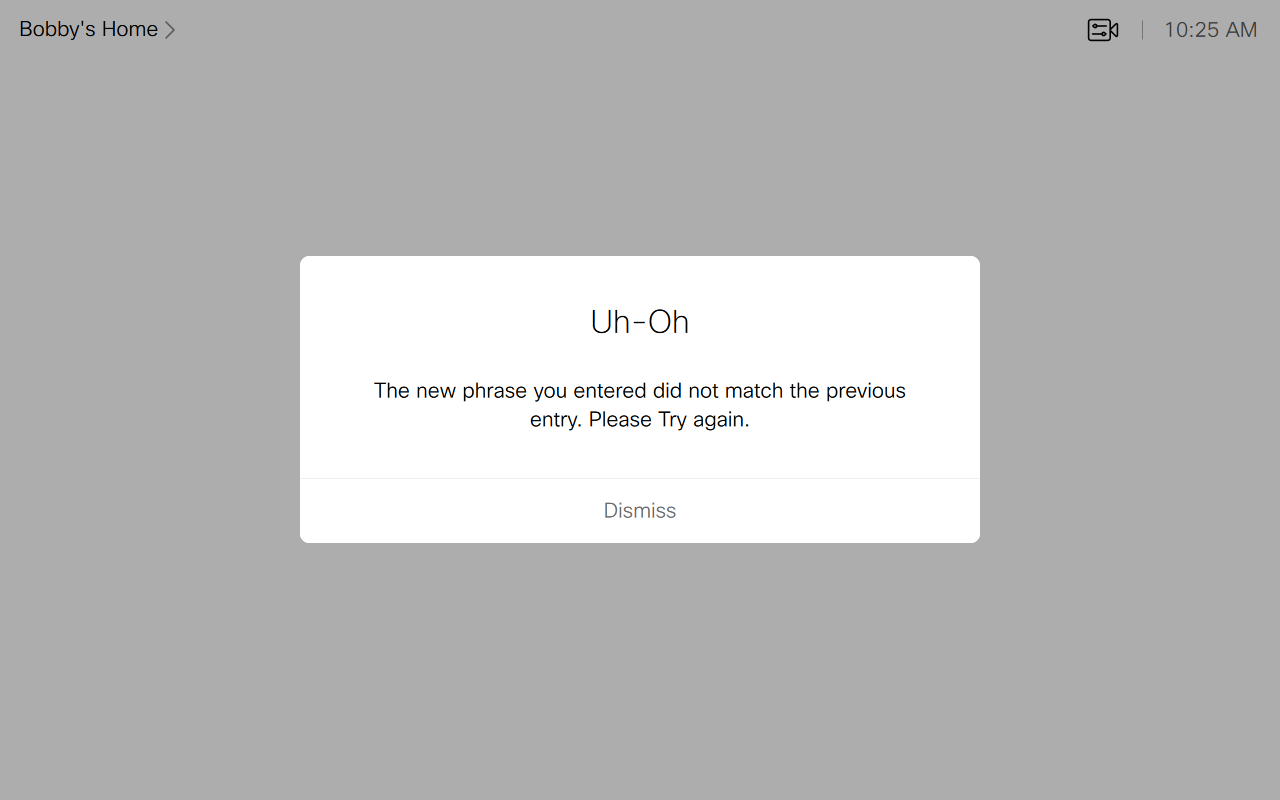 Bobby's Home
10:25 AM
Uh-Oh
The new phrase you entered did not match the previous
entry. Please Try again.
Dismiss